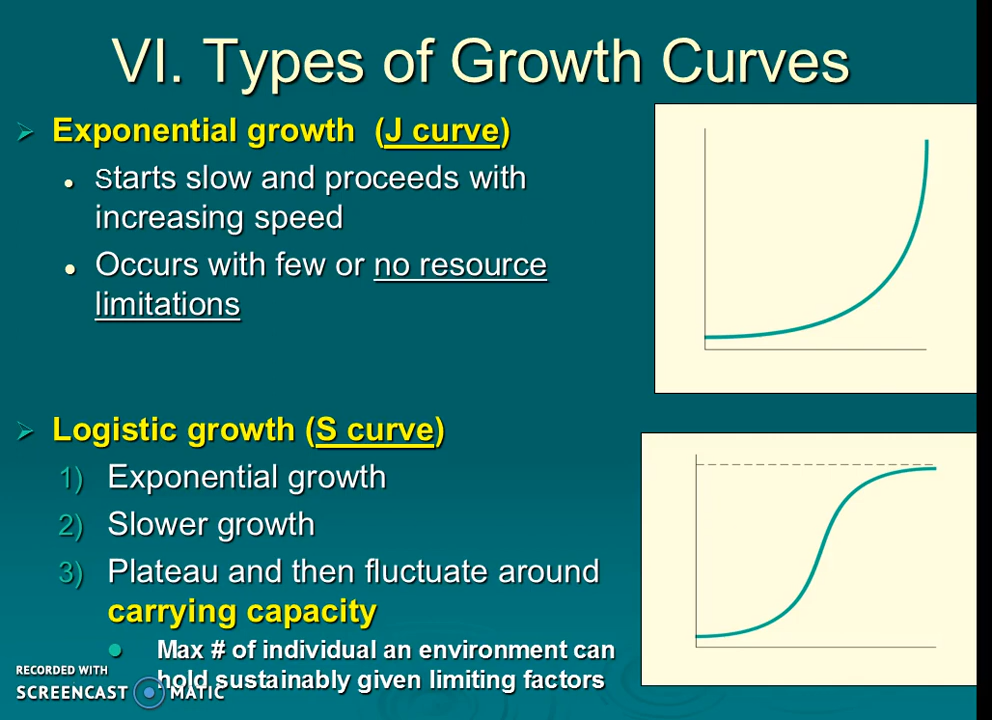 VI. Types of Growth Curves
Exponential growth (J curve)
Starts slow and proceeds with
increasing speed
Occurs with few or no resource
limitations
Logistic growth (S curve)
1) Exponential growth
2) Slower growth
3) Plateau and then fluctuate around
carrying capacity
Max # of individual an environment can
hold sustainably given limiting factors
RECORDED WITH
SCREENCAST MATIC